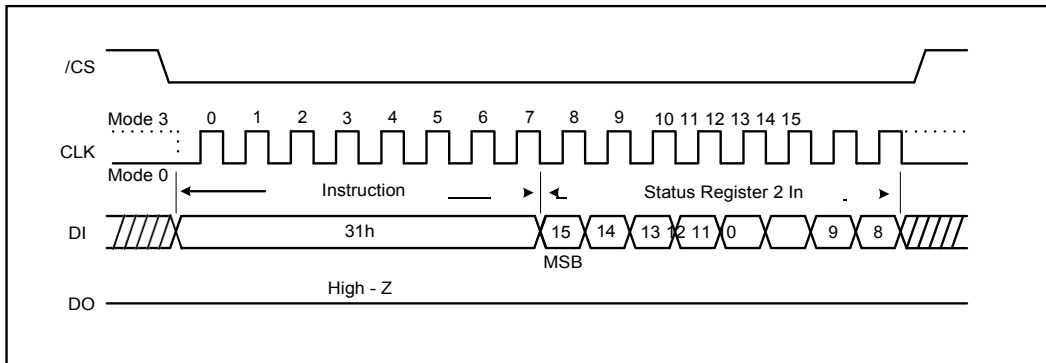 /CS
Mode 3 0 1 2 3 4 5 6 7 8 9 10 11 12 13 14 15
CLK
Mode 0
Instruction Status Register 2 In
DI 31h 15 14 13 12 11 0 9 8
MSB
High - Z
DO